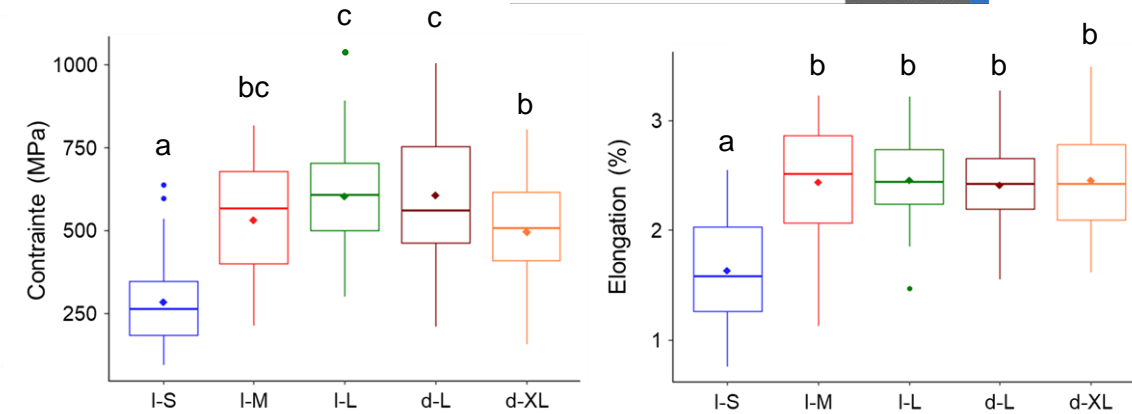 c
c
bc
b
a
1000
750
500
250
Contrainte (MPa)
l-S
l-M
l-L
d-L
d-XL
b
b
b
b
a
3
2
1
Elongation (%)
l-S
l-M
l-L
d-L
d-XL